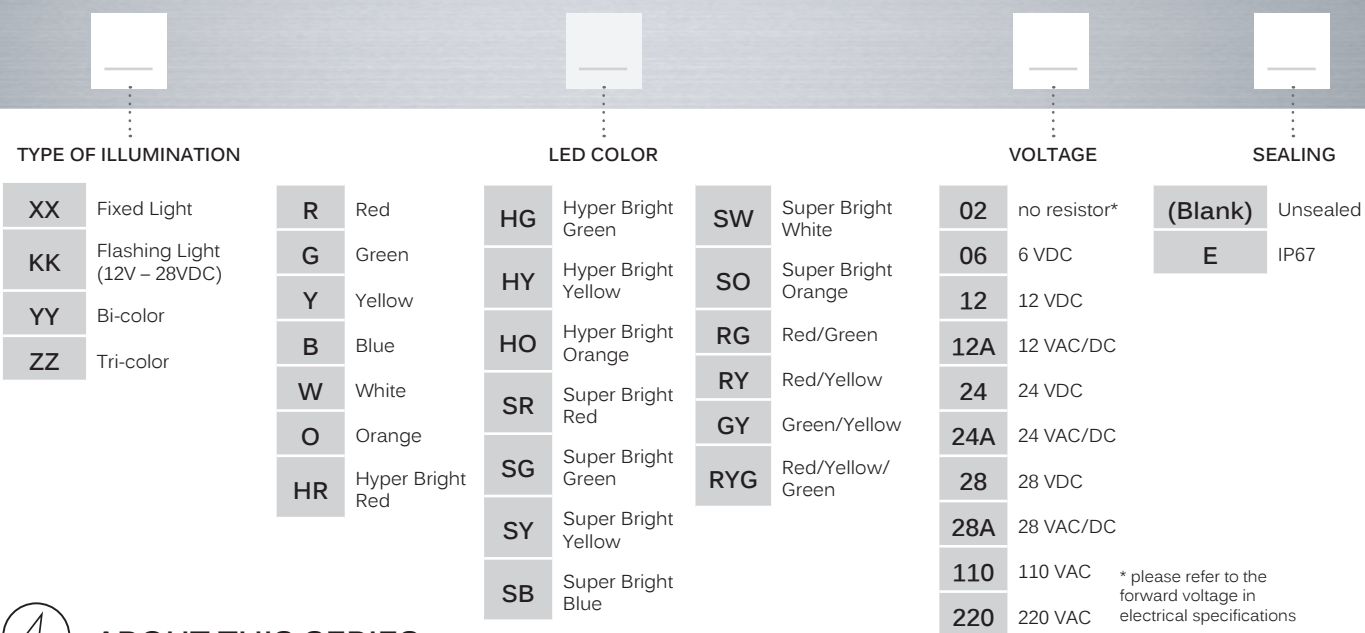 TYPE OF ILLUMINATION
XX Fixed Light
KK Flashing Light
(12V – 28VDC)
YY Bi-color
ZZ Tri-color
LED COLOR
R Red
G Green
Y Yellow
B Blue
W White
O Orange
HR Hyper Bright
Red
HG Hyper Bright
Green
HY Hyper Bright
Yellow
HO Hyper Bright
Orange
SR Super Bright
Red
SG Super Bright
Green
SY Super Bright
Yellow
SB Super Bright
Blue
SW Super Bright
White
SO Super Bright
Orange
RG Red/Green
RY Red/Yellow
GY Green/Yellow
RYG Red/Yellow/
Green
VOLTAGE
02 no resistor*
06 6 VDC
12 12 VDC
12A 12 VAC/DC
24 24 VDC
24A 24 VAC/DC
28 28 VDC
28A 28 VAC/DC
110 110 VAC
220 220 VAC
* please refer to the
forward voltage in
electrical specifications
SEALING
(Blank) Unsealed
E IP67
ABOUT THIS SERIES